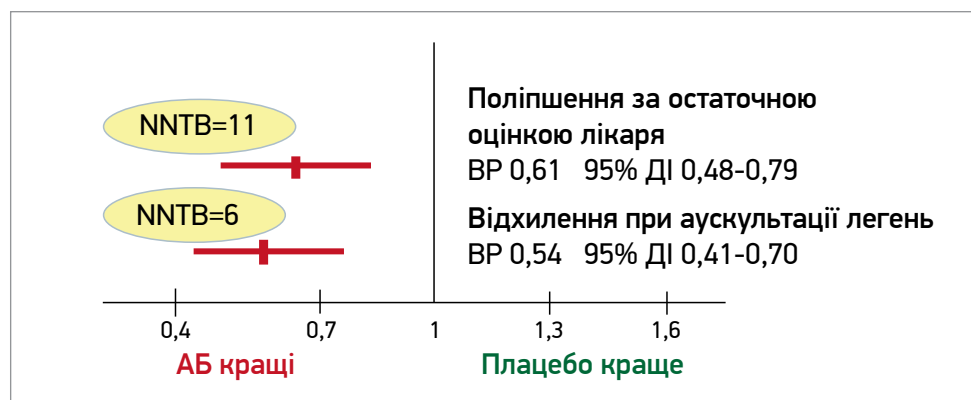 NNTB=11
Поліпшення за остаточною
оцінкою лікаря
ВР 0,61 95% ДІ 0,48-0,79
NNTB=6
Відхилення при аускультації легень
ВР 0,54 95% ДІ 0,41-0,70
0,4 0,7 1 1,3 1,6
АБ кращі Плацебо краще